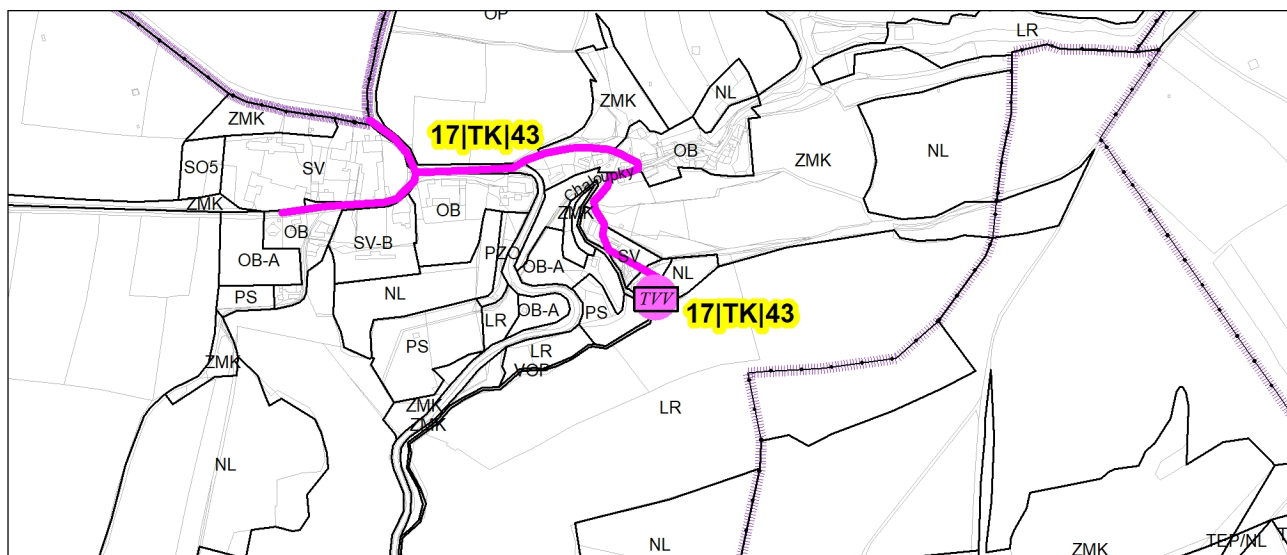 OP
LR
ZMK
ZMK
NL
17|TK|43
OB
ZMK
NL
SO5
SV
Chaloupky
ZMK
ZMK
OB
OB
SV-B
PZO
OB-A
OB-A
SV
NL
PS
NL
TVV
17|TK|43
LR
OB-A
PS
PS
LR
VOP
ZMK
LR
ZMK
ZMK
NL
NL
ZMK
TEP/NL